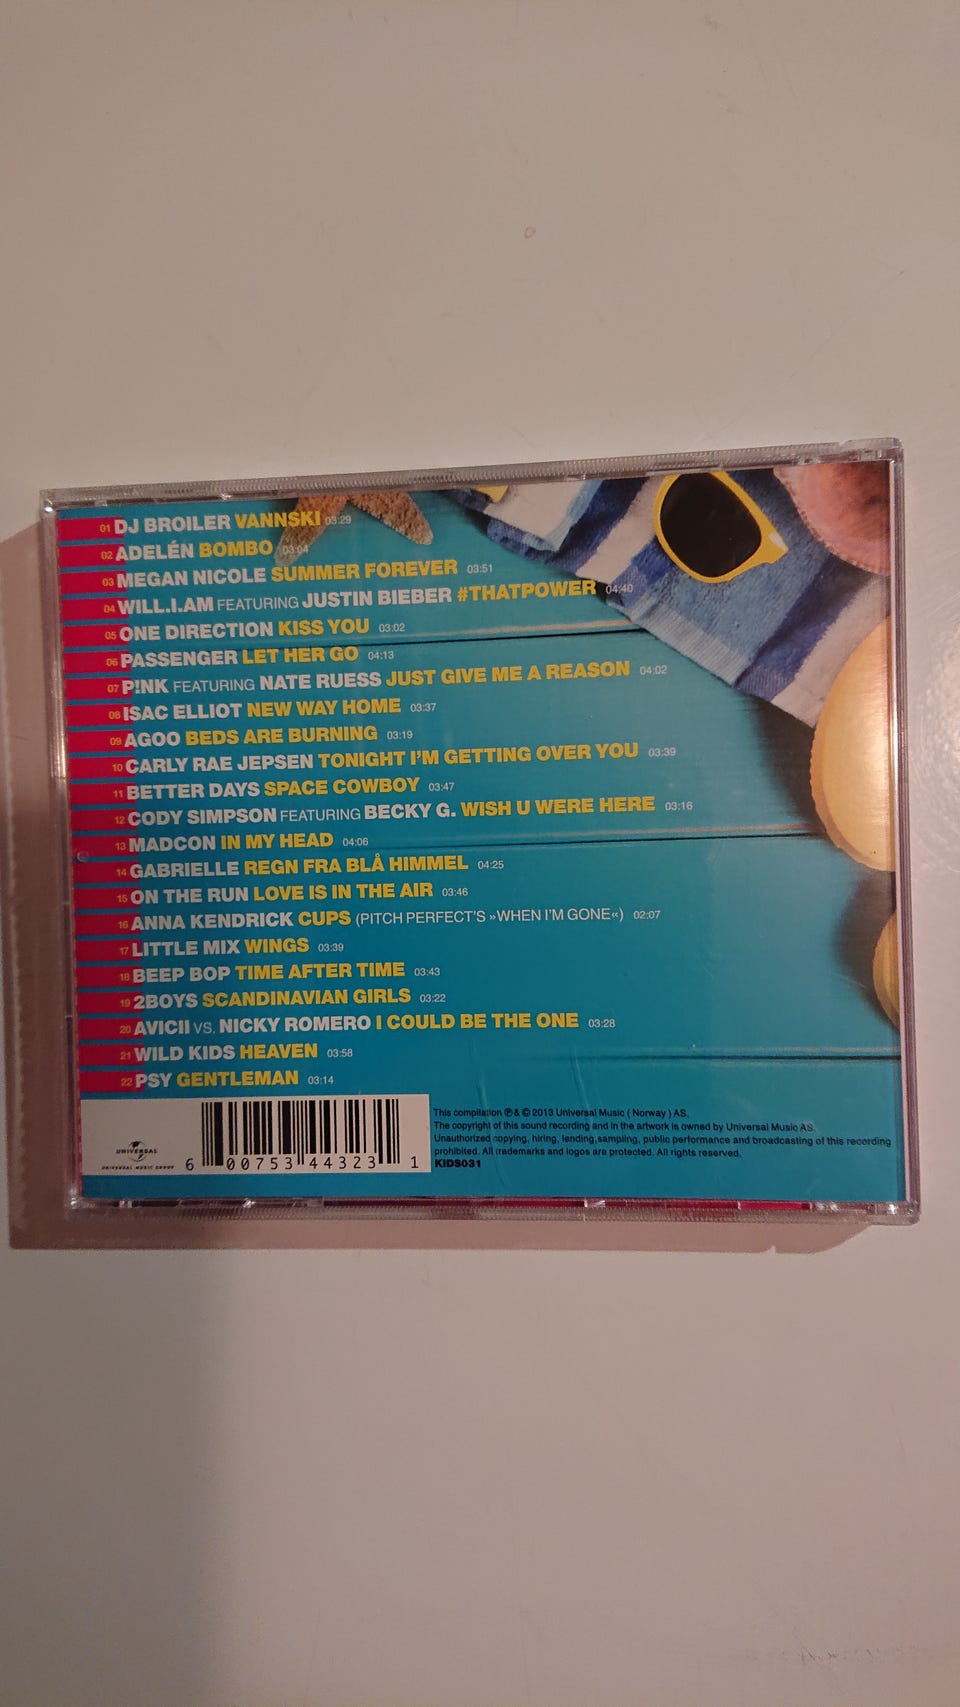 01 DJ BROILER VANNSKI 03:29
02 ADELÉN BOMBO 03:04
03 MEGAN NICOLE SUMMER FOREVER 03:51
04 WILL.I.AM FEATURING JUSTIN BIEBER #THATPOWER 04:40
05 ONE DIRECTION KISS YOU 03:02
06 PASSENGER LET HER GO 04:13
07 P!NK FEATURING NATE RUESS JUST GIVE ME A REASON 04:02
08 ISAC ELLIOT NEW WAY HOME 03:37
09 AGOO BEDS ARE BURNING 03:19
10 CARLY RAE JEPSEN TONIGHT I'M GETTING OVER YOU 03:39
11 BETTER DAYS SPACE COWBOY 03:47
12 CODY SIMPSON FEATURING BECKY G. WISH U WERE HERE 03:16
13 MADCON IN MY HEAD 04:06
14 GABRIELLE REGN FRA BLÅ HIMMEL 04:25
15 ON THE RUN LOVE IS IN THE AIR 03:46
16 ANNA KENDRICK CUPS (PITCH PERFECT'S »WHEN I'M GONE«) 02:07
17 LITTLE MIX WINGS 03:39
18 BEEP BOP TIME AFTER TIME 03:43
19 2BOYS SCANDINAVIAN GIRLS 03:22
20 AVICII VS. NICKY ROMERO I COULD BE THE ONE 03:28
21 WILD KIDS HEAVEN 03:58
22 PSY GENTLEMAN 03:14
UNIVERSAL
UNIVERSAL MUSIC GROUP
6 00753 44323 1
This compilation ℗ & © 2013 Universal Music ( Norway ) AS.
The copyright of this sound recording and in the artwork is owned by Universal Music AS.
Unauthorized copying, hiring, lending, sampling, public performance and broadcasting of this recording
prohibited. All trademarks and logos are protected. All rights reserved.
KIDS031